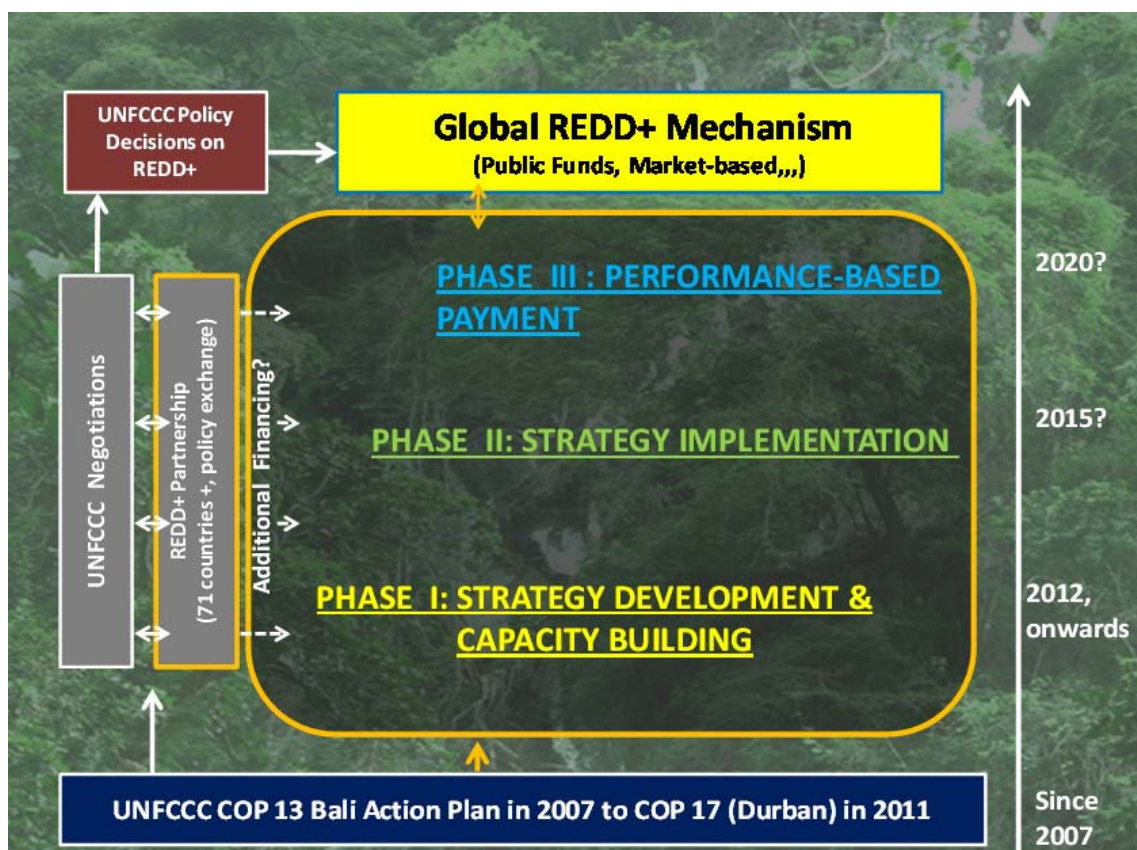 UNFCCC Policy
Decisions on
REDD+
Global REDD+ Mechanism
(Public Funds, Market-based,,,)
UNFCCC Negotiations
REDD+ Partnership
(71 countries +, policy exchange)
Additional Financing?
PHASE III : PERFORMANCE-BASED
PAYMENT
PHASE II: STRATEGY IMPLEMENTATION
PHASE I: STRATEGY DEVELOPMENT &
CAPACITY BUILDING
2020?
2015?
2012,
onwards
Since
2007
UNFCCC COP 13 Bali Action Plan in 2007 to COP 17 (Durban) in 2011